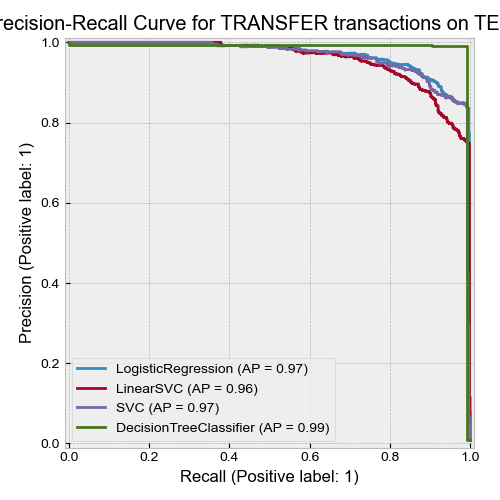 recision-Recall Curve for TRANSFER transactions on TE
Precision (Positive label: 1)
1.0
0.8
0.6
0.4
0.2
0.0
LogisticRegression (AP = 0.97)
LinearSVC (AP = 0.96)
SVC (AP = 0.97)
DecisionTreeClassifier (AP = 0.99)
0.0 0.2 0.4 0.6 0.8 1.0
Recall (Positive label: 1)